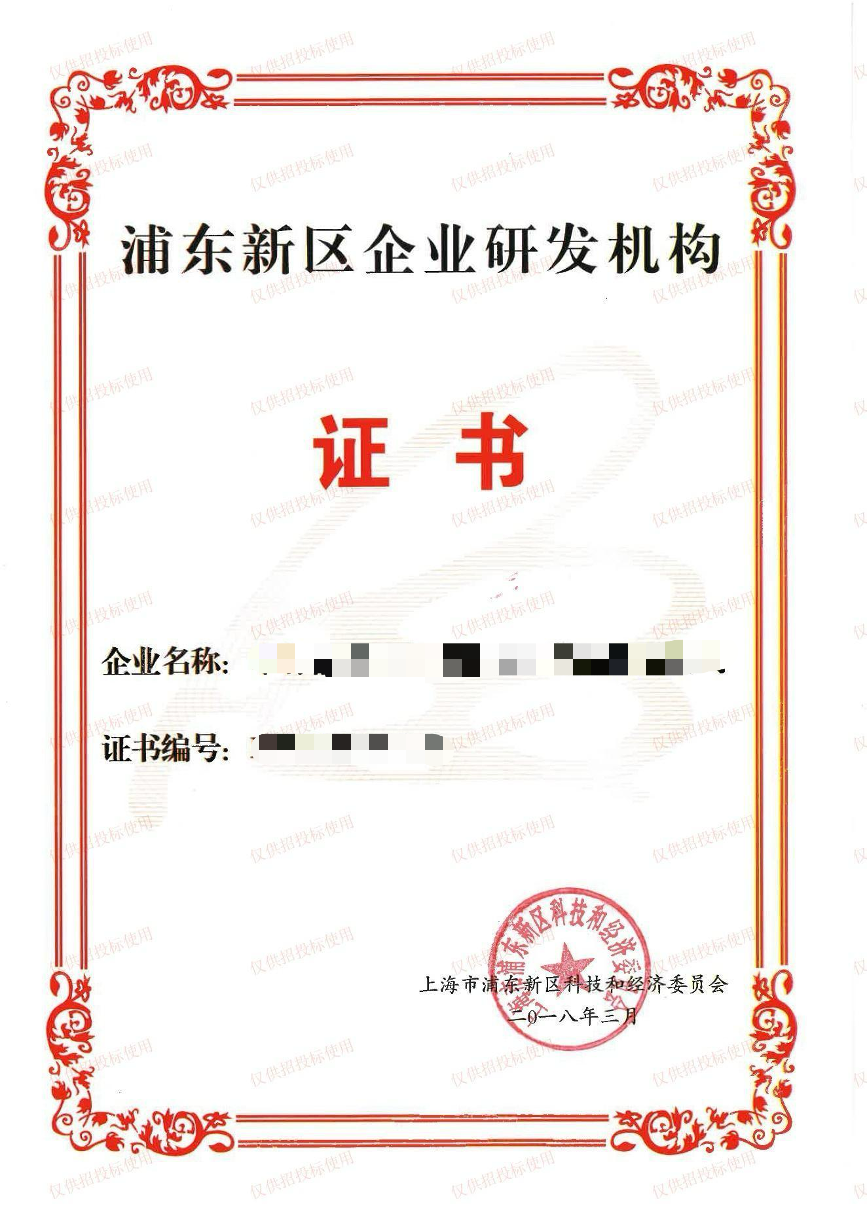 浦东新区企业研发机构
证书
企业名称:
证书编号:
上海市浦东新区科技和经济委员会
上海市浦东新区科技和经济委员会
二〇一八年三月
仅供招投标使用